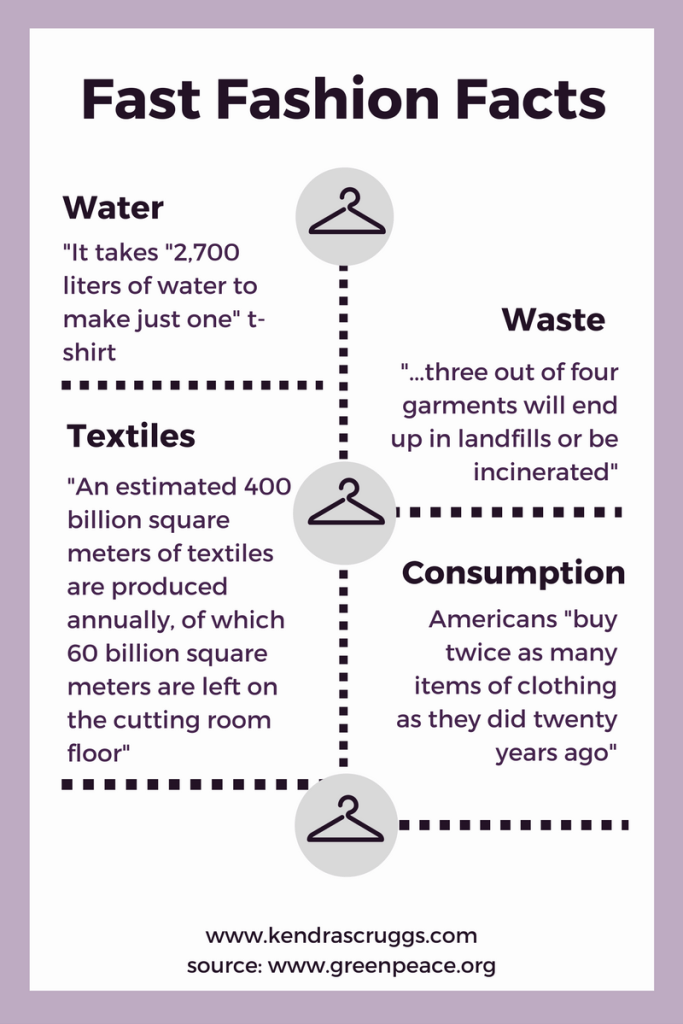 Fast Fashion Facts
Water
"It takes "2,700
liters of water to
make just one" t-
shirt
Waste
"...three out of four
garments will end
up in landfills or be
incinerated"
Textiles
"An estimated 400
billion square
meters of textiles
are produced
annually, of which
60 billion square
meters are left on
the cutting room
floor"
Consumption
Americans "buy
twice as many
items of clothing
as they did twenty
years ago"
www.kendrascruggs.com
source: www.greenpeace.org